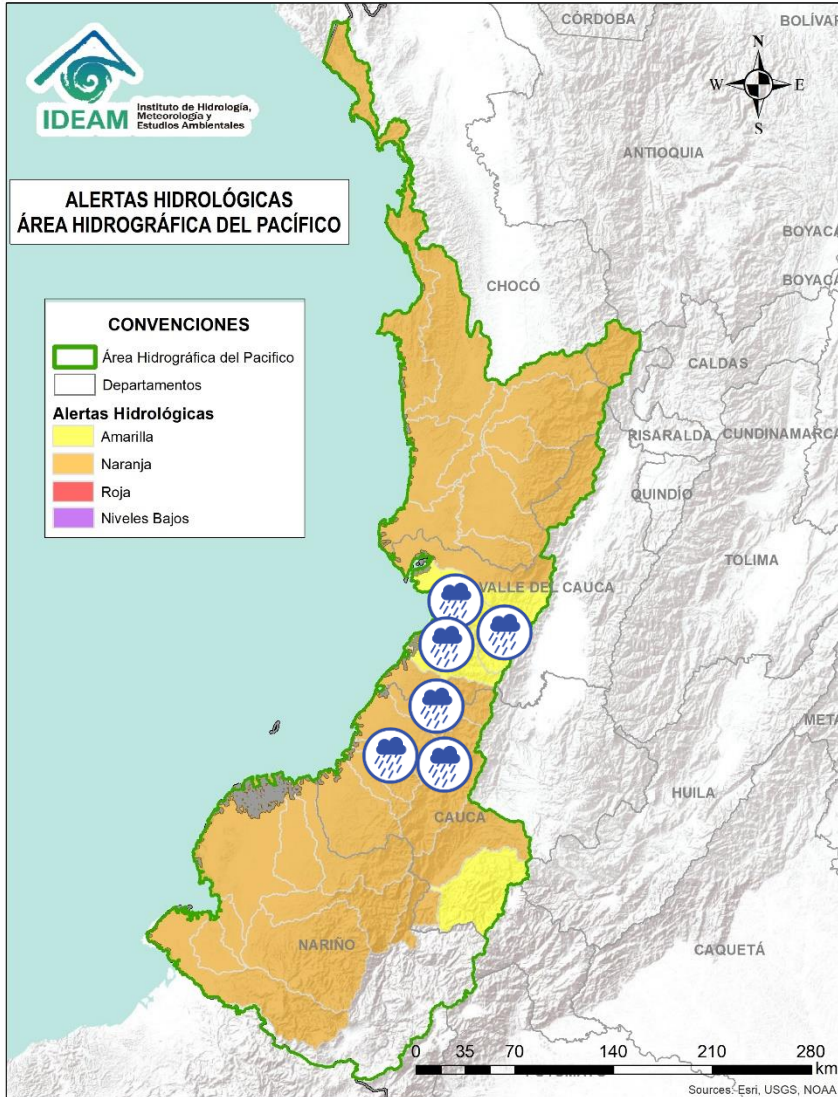 CÓRDOBA
BOLÍVAR
IDEAM
Instituto de Hidrología,
Meteorología y
Estudios Ambientales
N
W
E
S
ANTIOQUIA
ALERTAS HIDROLÓGICAS
ÁREA HIDROGRÁFICA DEL PACÍFICO
BOYACÁ
BOYACÁ
CHOCÓ
CONVENCIONES
Área Hidrográfica del Pacifico
Departamentos
Alertas Hidrológicas
Amarilla
Naranja
Roja
Niveles Bajos
CALDAS
RISARALDA
CUNDINAMARCA
QUINDÍO
TOLIMA
VALLE DEL CAUCA
META
HUILA
CAUCA
NARIÑO
CAQUETÁ
0 35 70 140 210 280
km
Sources: Esri, USGS, NOAA